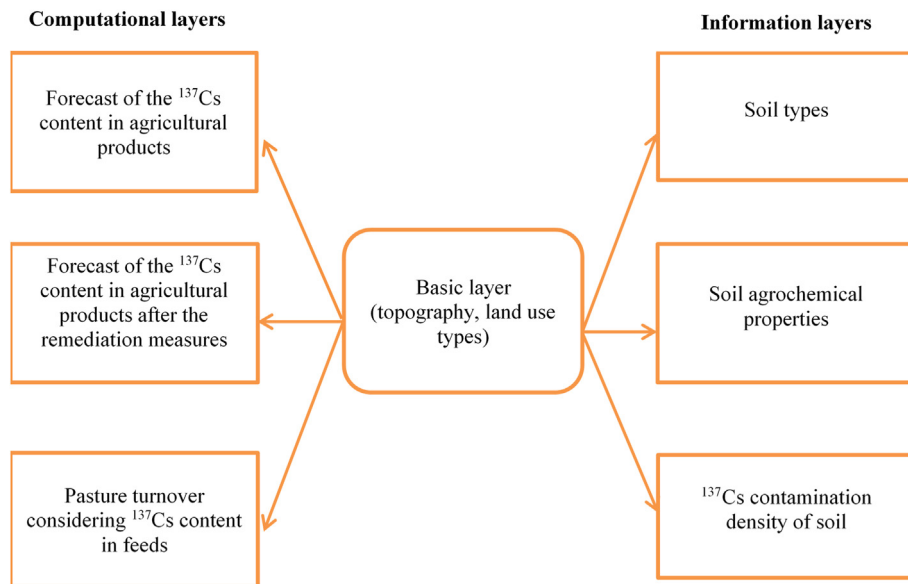 Computational layers
Forecast of the ¹³⁷Cs
content in agricultural
products
Forecast of the ¹³⁷Cs
content in agricultural
products after the
remediation measures
Pasture turnover
considering ¹³⁷Cs content
in feeds
Basic layer
(topography, land use
types)
Information layers
Soil types
Soil agrochemical
properties
¹³⁷Cs contamination
density of soil